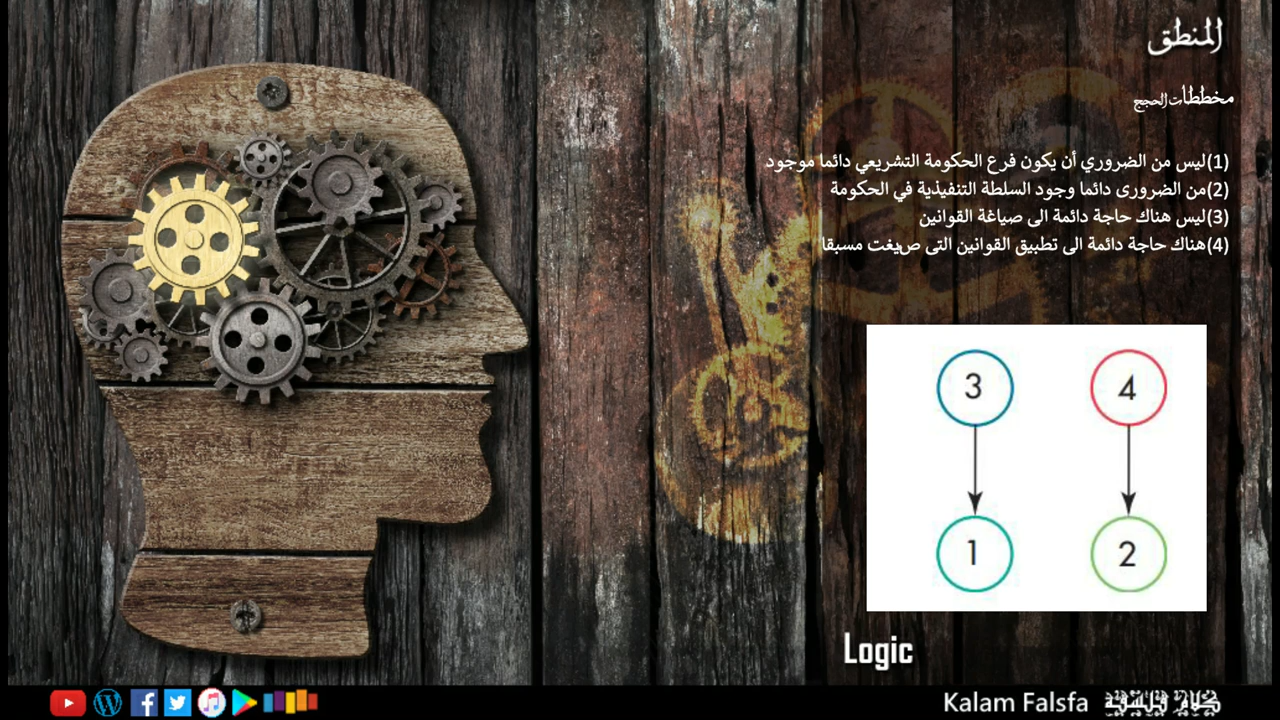 المنطق
مخططات الحجج
(1)ليس من الضروري أن يكون فرع الحكومة التشريعي دائما موجود
(2)من الضرورى دائما وجود السلطة التنفيذية في الحكومة
(3)ليس هناك حاجة دائمة الى صياغة القوانين
(4)هناك حاجة دائمة الى تطبيق القوانين التى صيغت مسبقا
3 4
1 2
Logic
Kalam Falsfa كلام فلسفة